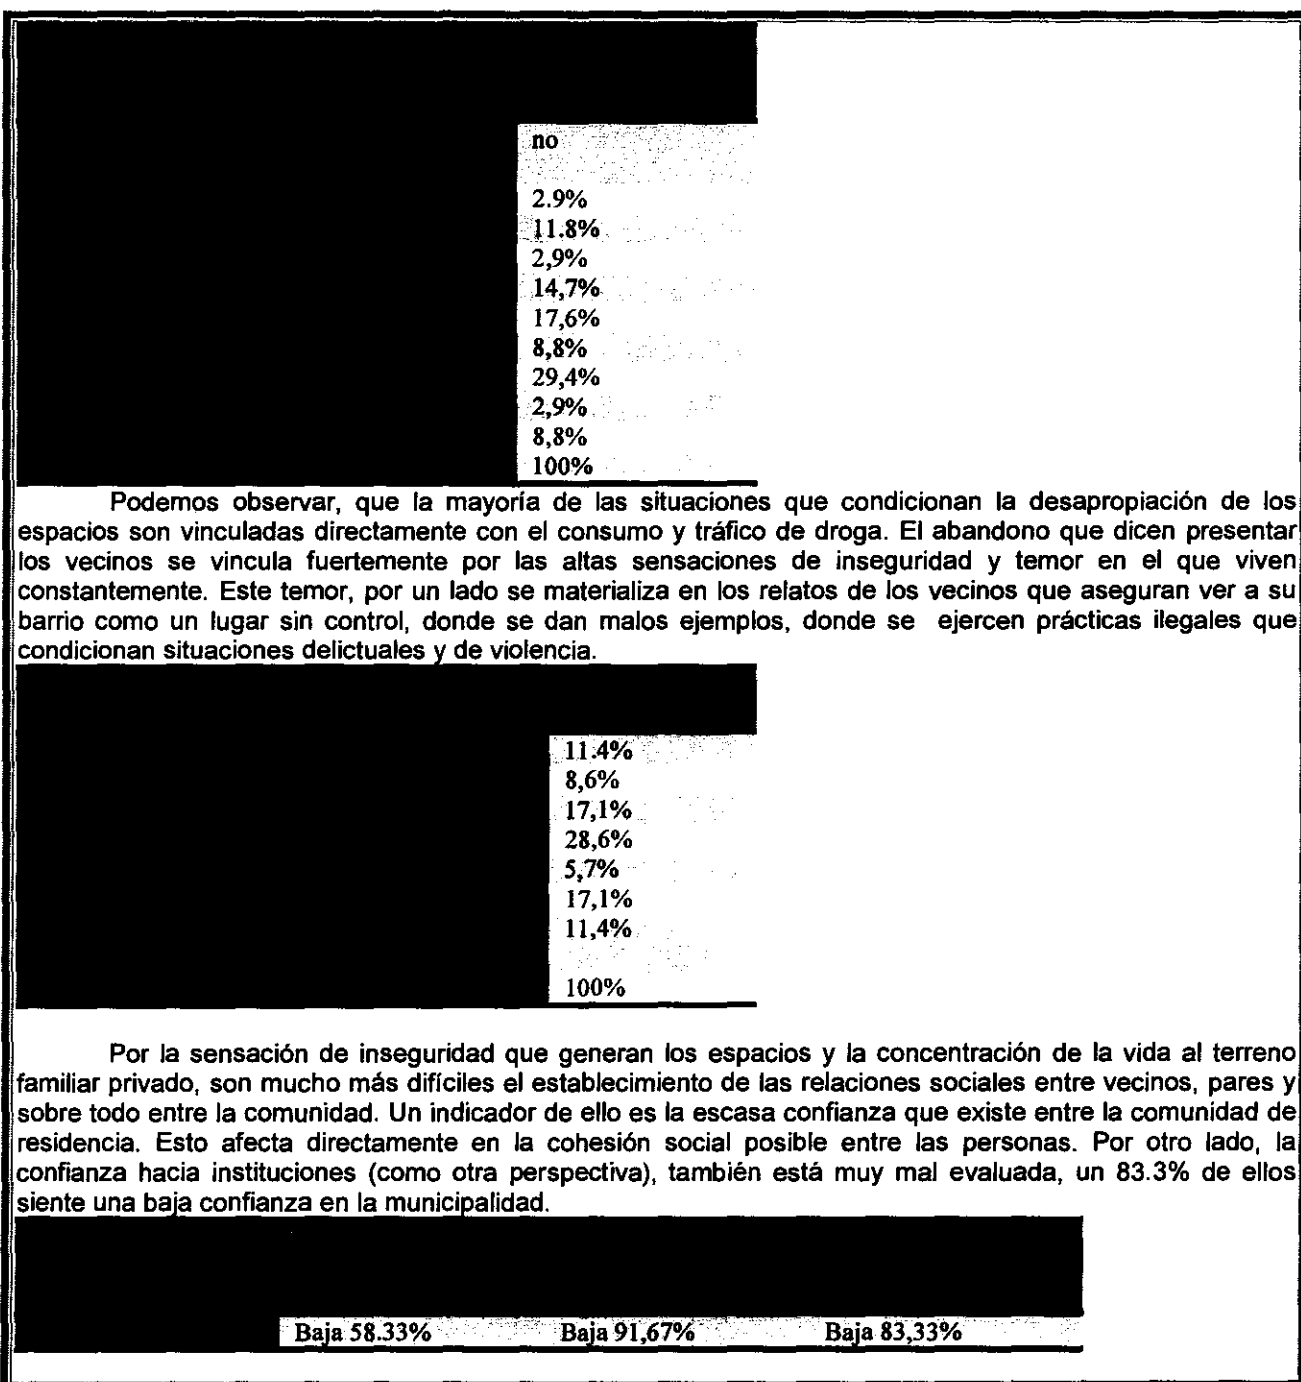 no
2.9%
11.8%
2,9%
14,7%
17,6%
8,8%
29,4%
2,9%
8,8%
100%
Podemos observar, que la mayoría de las situaciones que condicionan la desapropiación de los
espacios son vinculadas directamente con el consumo y tráfico de droga. El abandono que dicen presentar
los vecinos se vincula fuertemente por las altas sensaciones de inseguridad y temor en el que viven
constantemente. Este temor, por un lado se materializa en los relatos de los vecinos que aseguran ver a su
barrio como un lugar sin control, donde se dan malos ejemplos, donde se ejercen prácticas ilegales que
condicionan situaciones delictuales y de violencia.
11.4%
8,6%
17,1%
28,6%
5,7%
17,1%
11,4%
100%
Por la sensación de inseguridad que generan los espacios y la concentración de la vida al terreno
familiar privado, son mucho más difíciles el establecimiento de las relaciones sociales entre vecinos, pares y
sobre todo entre la comunidad. Un indicador de ello es la escasa confianza que existe entre la comunidad de
residencia. Esto afecta directamente en la cohesión social posible entre las personas. Por otro lado, la
confianza hacia instituciones (como otra perspectiva), también está muy mal evaluada, un 83.3% de ellos
siente una baja confianza en la municipalidad.
Baja 58.33% Baja 91,67% Baja 83,33%